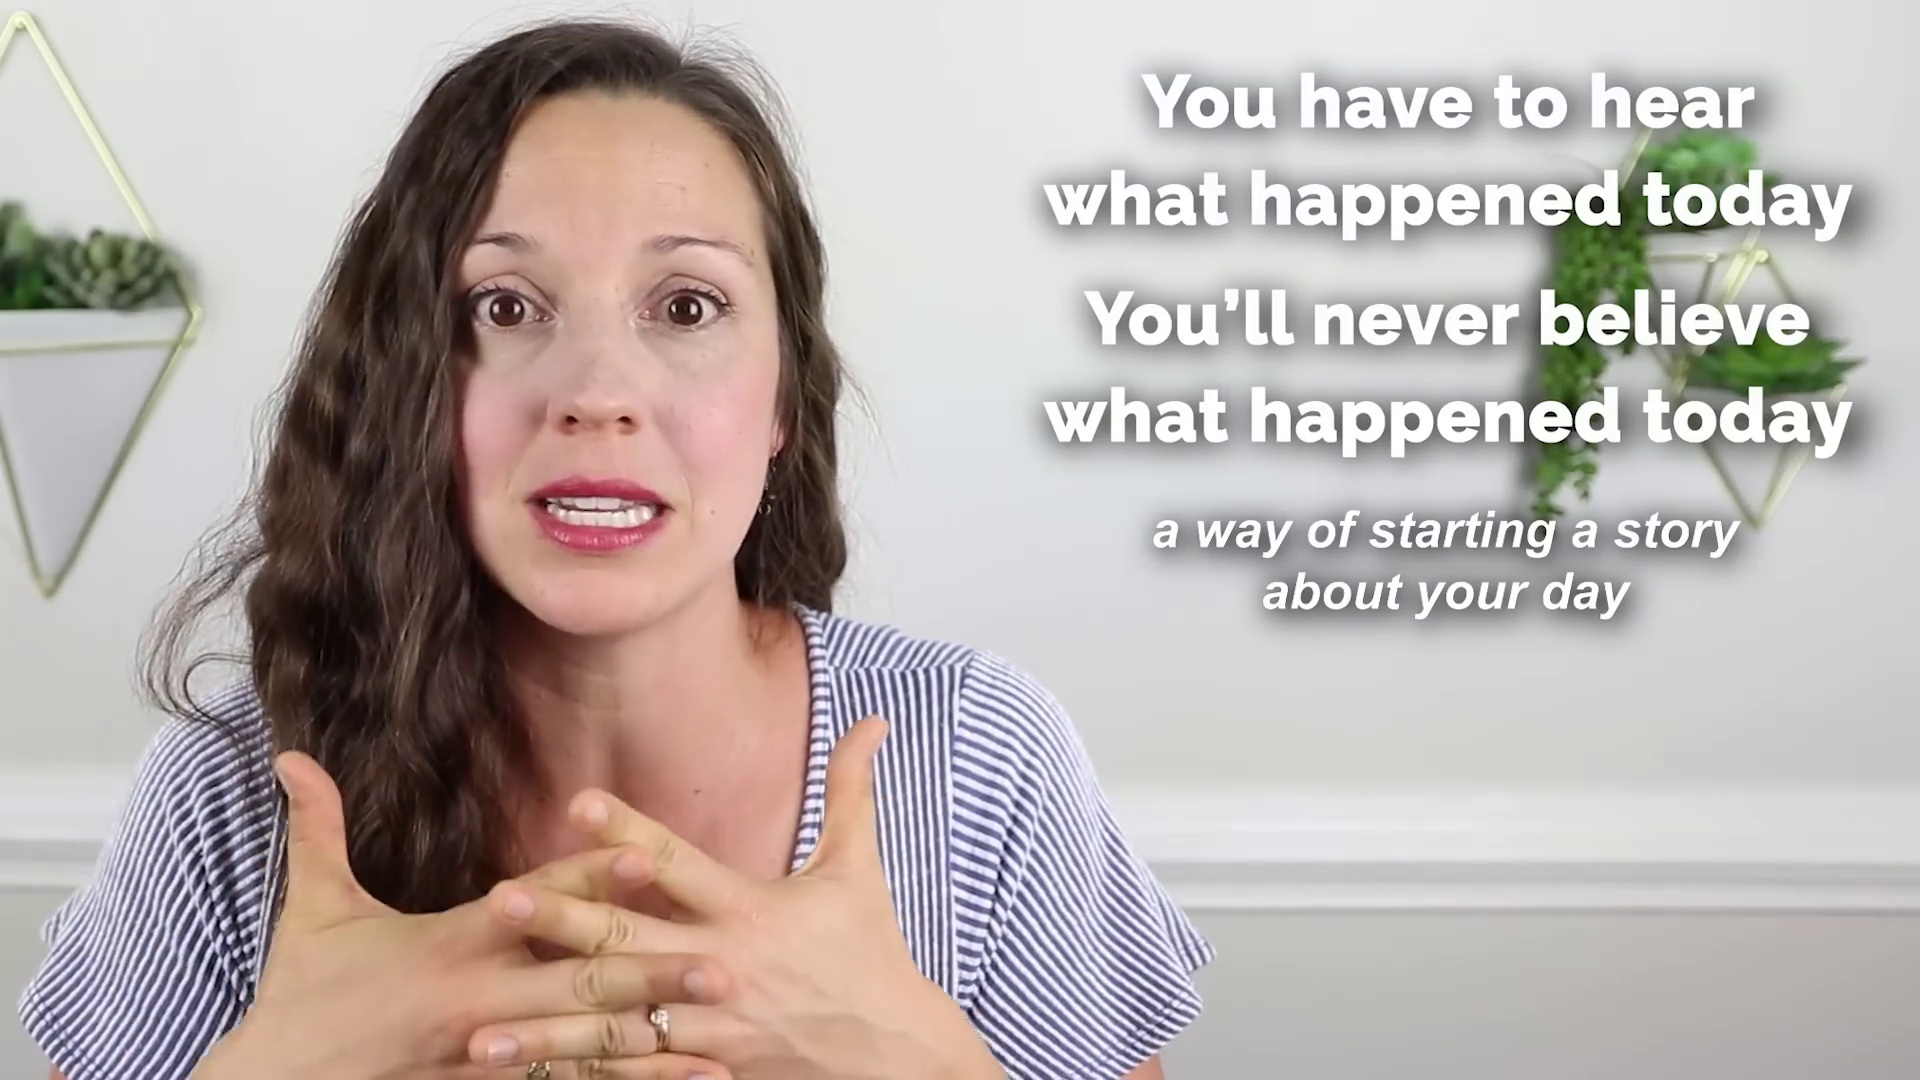 You have to hear
what happened today
You'll never believe
what happened today
a way of starting a story
about your day